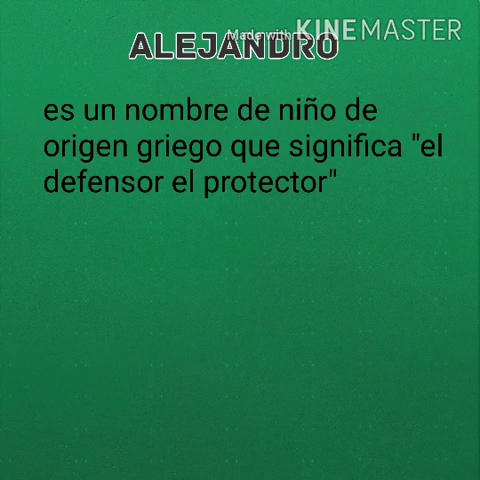 Made with KINEMASTER
ALEJANDRO
es un nombre de niño de
origen griego que significa "el
defensor el protector"